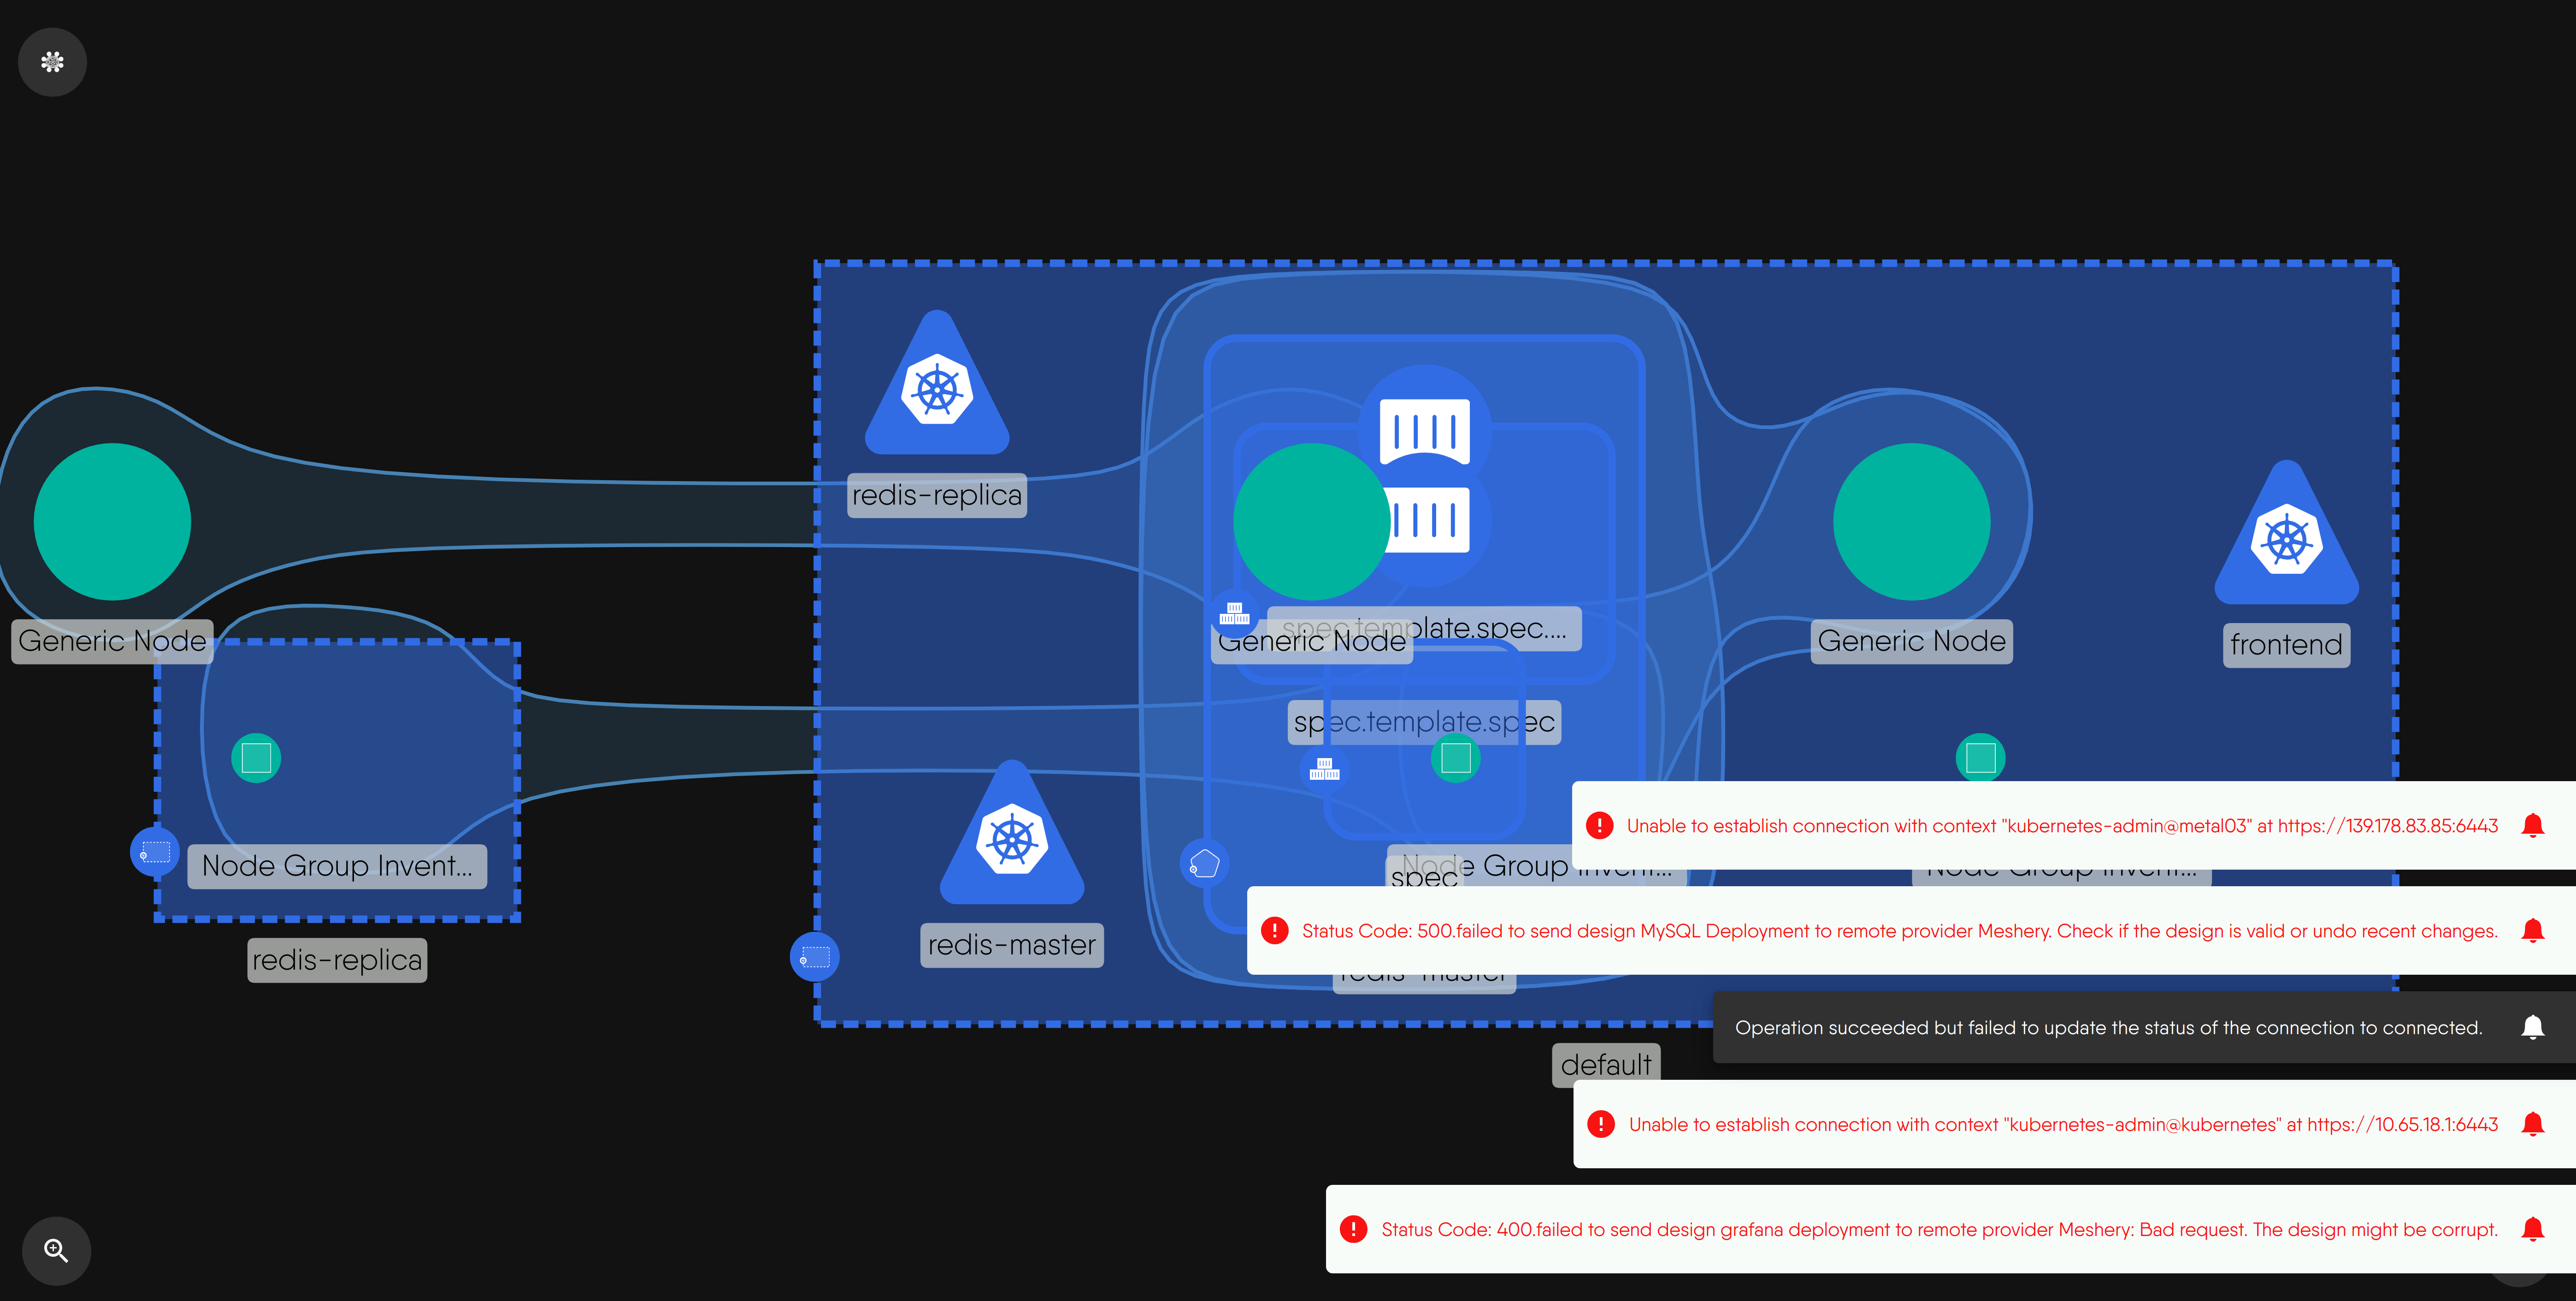 redis-replica
Generic Node
spec.template.spec....
Generic Node
Generic Node
frontend
spec.template.spec
Node Group Invent...
Node Group Invent...
spec
Node Group Invent...
redis-replica
redis-master
redis-master
default
Unable to establish connection with context "kubernetes-admin@metal03" at https://139.178.83.85:6443
Status Code: 500.failed to send design MySQL Deployment to remote provider Meshery. Check if the design is valid or undo recent changes.
Operation succeeded but failed to update the status of the connection to connected.
Unable to establish connection with context "kubernetes-admin@kubernetes" at https://10.65.18.1:6443
Status Code: 400.failed to send design grafana deployment to remote provider Meshery: Bad request. The design might be corrupt.